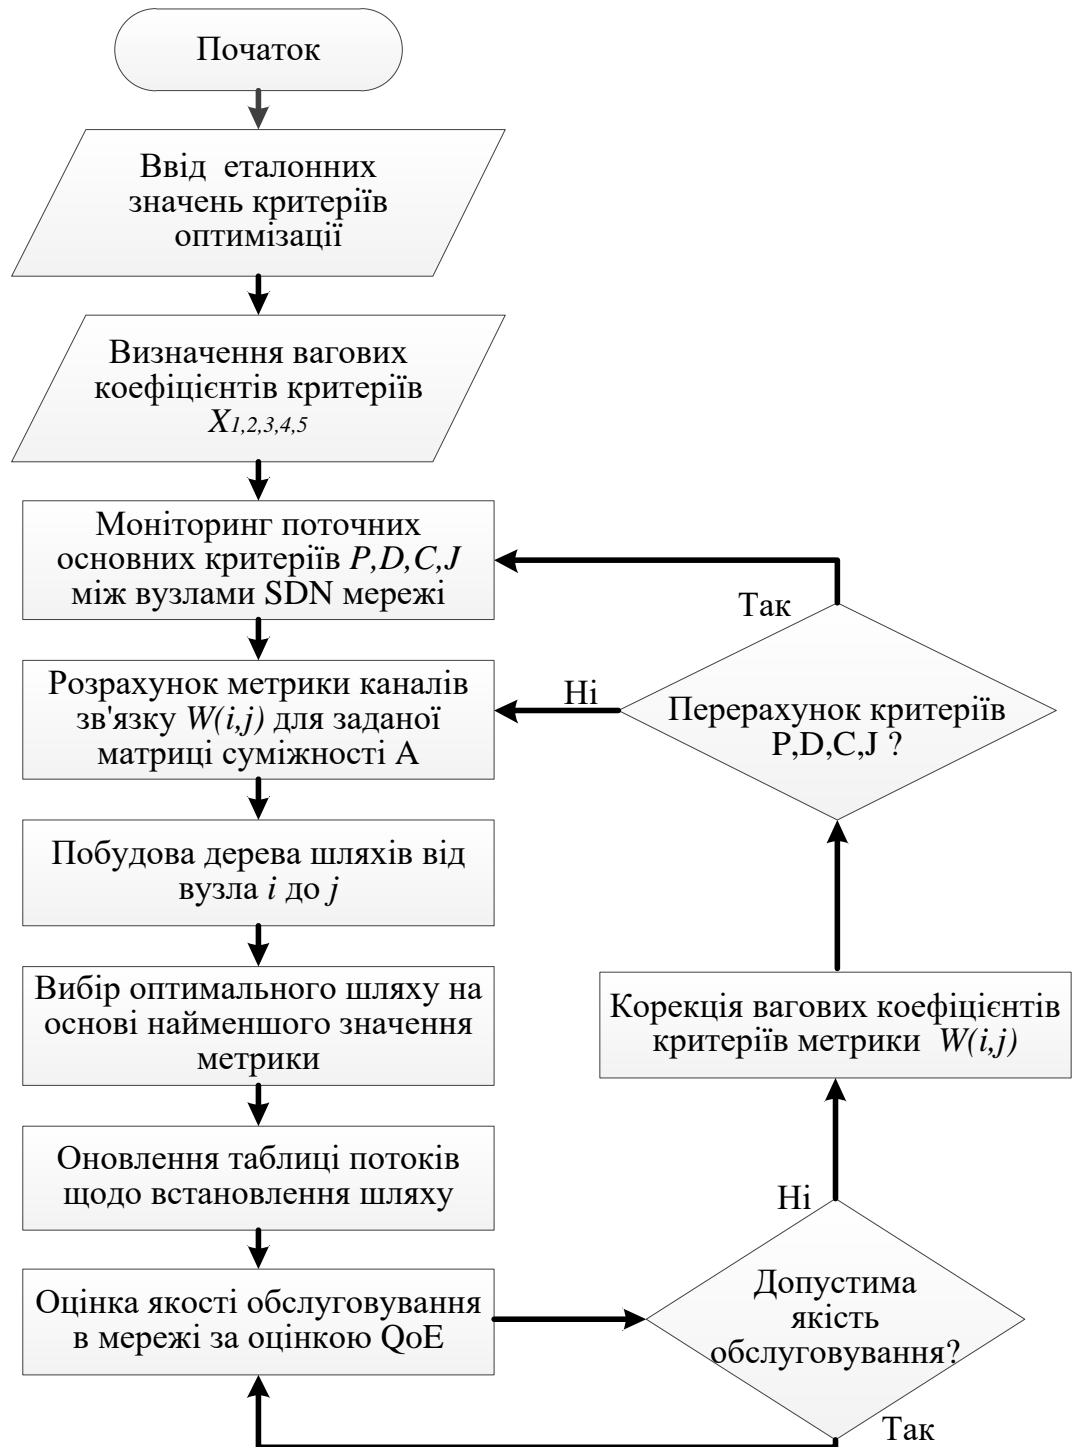 Початок
Ввід еталонних
значень критеріїв
оптимізації
Визначення вагових
коефіцієнтів критеріїв
X1,2,3,4,5
Моніторинг поточних
основних критеріїв P,D,C,J
між вузлами SDN мережі
Так
Розрахунок метрики каналів
зв'язку W(i,j) для заданої
матриці суміжності A
Ні
Перерахунок критеріїв
P,D,C,J ?
Побудова дерева шляхів від
вузла i до j
Вибір оптимального шляху на
основі найменшого значення
метрики
Корекція вагових коефіцієнтів
критеріїв метрики W(i,j)
Оновлення таблиці потоків
щодо встановлення шляху
Ні
Оцінка якості обслуговування
в мережі за оцінкою QoE
Допустима
якість
обслуговування?
Так